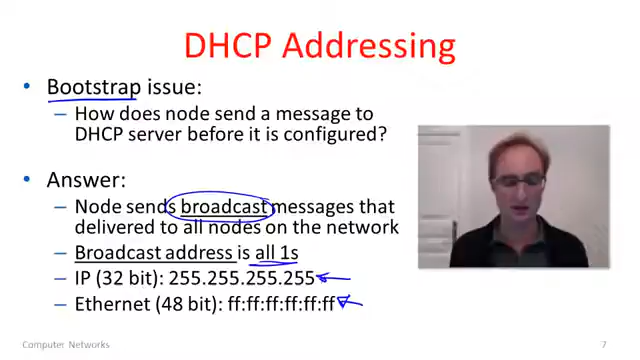 DHCP Addressing
• Bootstrap issue:
– How does node send a message to
DHCP server before it is configured?
• Answer:
– Node sends broadcast messages that
delivered to all nodes on the network
– Broadcast address is all 1s
– IP (32 bit): 255.255.255.255
– Ethernet (48 bit): ff:ff:ff:ff:ff:ff
Computer Networks
7